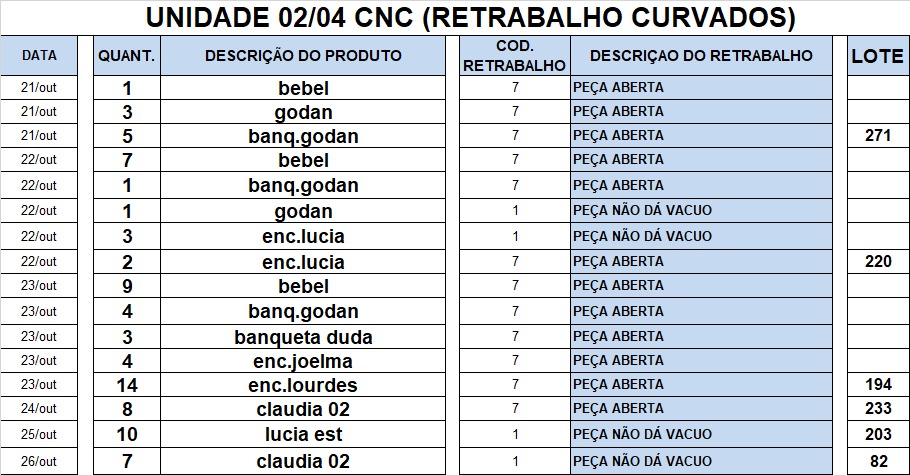 UNIDADE 02/04 CNC (RETRABALHO CURVADOS)
DATA QUANT. DESCRIÇÃO DO PRODUTO COD. RETRABALHO DESCRIÇAO DO RETRABALHO LOTE
21/out 1 bebel 7 PEÇA ABERTA
21/out 3 godan 7 PEÇA ABERTA
21/out 5 banq.godan 7 PEÇA ABERTA 271
22/out 7 bebel 7 PEÇA ABERTA
22/out 1 banq.godan 7 PEÇA ABERTA
22/out 1 godan 1 PEÇA NÃO DÁ VACUO
22/out 3 enc.lucia 1 PEÇA NÃO DÁ VACUO
22/out 2 enc.lucia 7 PEÇA ABERTA 220
23/out 9 bebel 7 PEÇA ABERTA
23/out 4 banq.godan 7 PEÇA ABERTA
23/out 3 banqueta duda 7 PEÇA ABERTA
23/out 4 enc.joelma 7 PEÇA ABERTA
23/out 14 enc.lourdes 7 PEÇA ABERTA 194
24/out 8 claudia 02 7 PEÇA ABERTA 233
25/out 10 lucia est 1 PEÇA NÃO DÁ VACUO 203
26/out 7 claudia 02 1 PEÇA NÃO DÁ VACUO 82